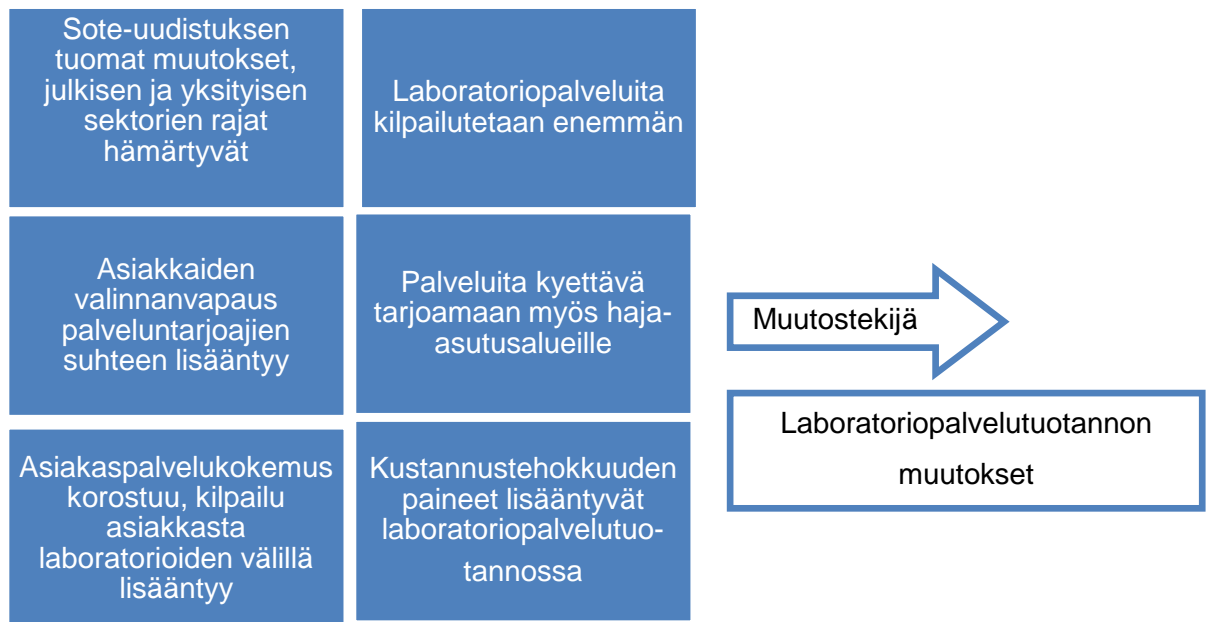 Sote-uudistuksen
tuomat muutokset,
julkisen ja yksityisen
sektorien rajat
hämärtyvät
Laboratoriopalveluita
kilpailutetaan enemmän
Asiakkaiden
valinnanvapaus
palveluntarjoajien
suhteen lisääntyy
Palveluita kyettävä
tarjoamaan myös haja-
asutusalueille
Asiakaspalvelukokemus
korostuu, kilpailu
asiakkasta
laboratorioiden välillä
lisääntyy
Kustannustehokkuuden
paineet lisääntyvät
laboratoriopalvelutuo-
tannossa
Muutostekijä
Laboratoriopalvelutuotannon
muutokset